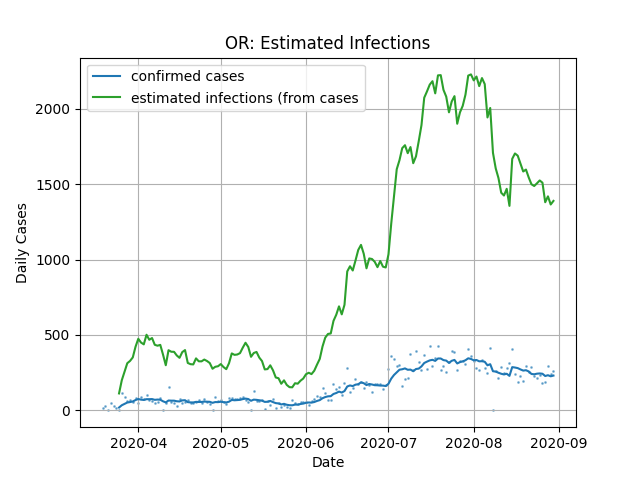 OR: Estimated Infections
confirmed cases
estimated infections (from cases
Daily Cases
2000
1500
1000
500
0
2020-04 2020-05 2020-06 2020-07 2020-08 2020-09
Date